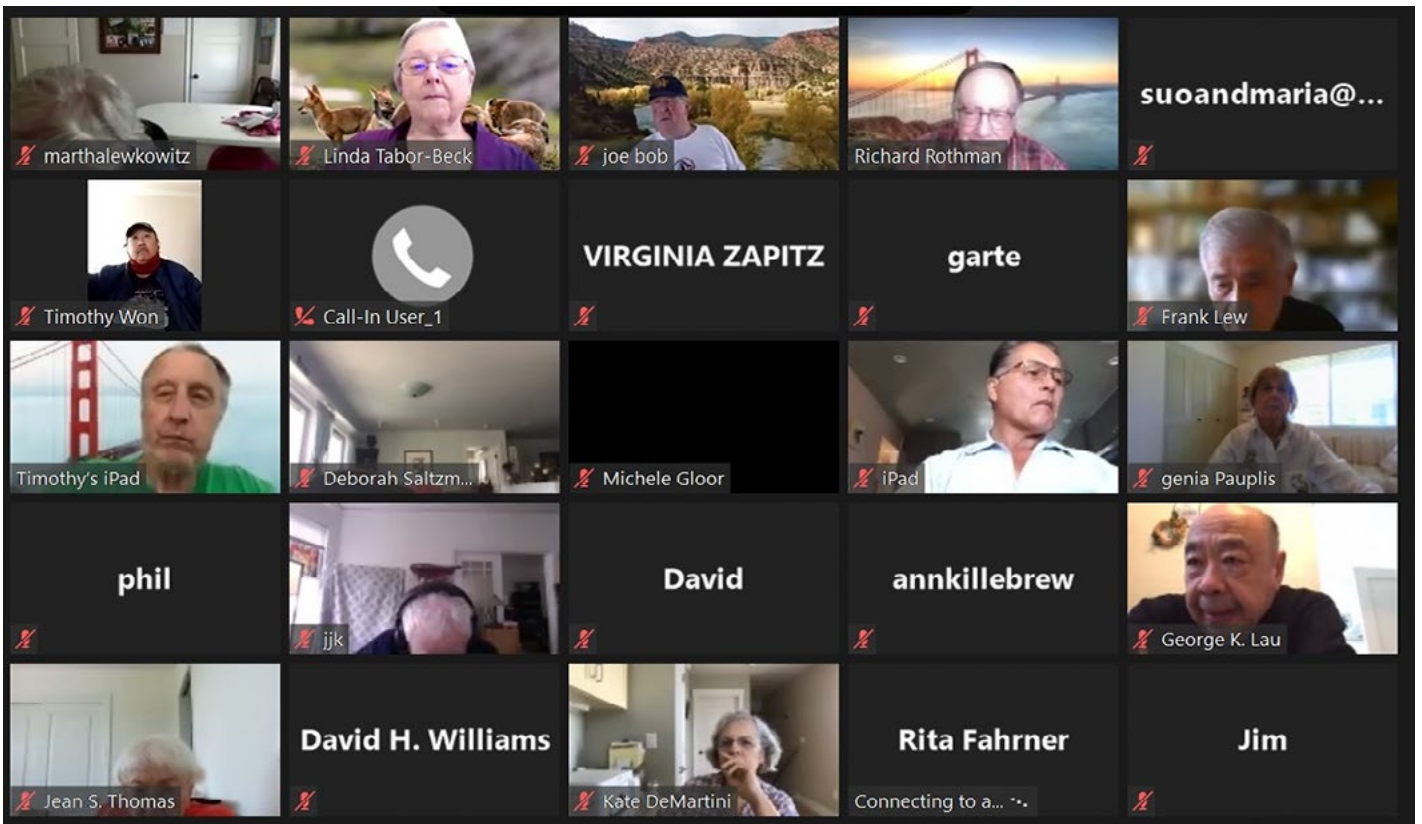 marthalewkowitz
Linda Tabor-Beck
joe bob
Richard Rothman
suoandmaria@...
Timothy Won
Call-In User_1
VIRGINIA ZAPITZ
garte
Frank Lew
Timothy's iPad
Deborah Saltzm...
Michele Gloor
iPad
genia Pauplis
phil
jjk
David
annkillebrew
George K. Lau
Jean S. Thomas
David H. Williams
Kate DeMartini
Rita Fahrner
Connecting to a...
Jim